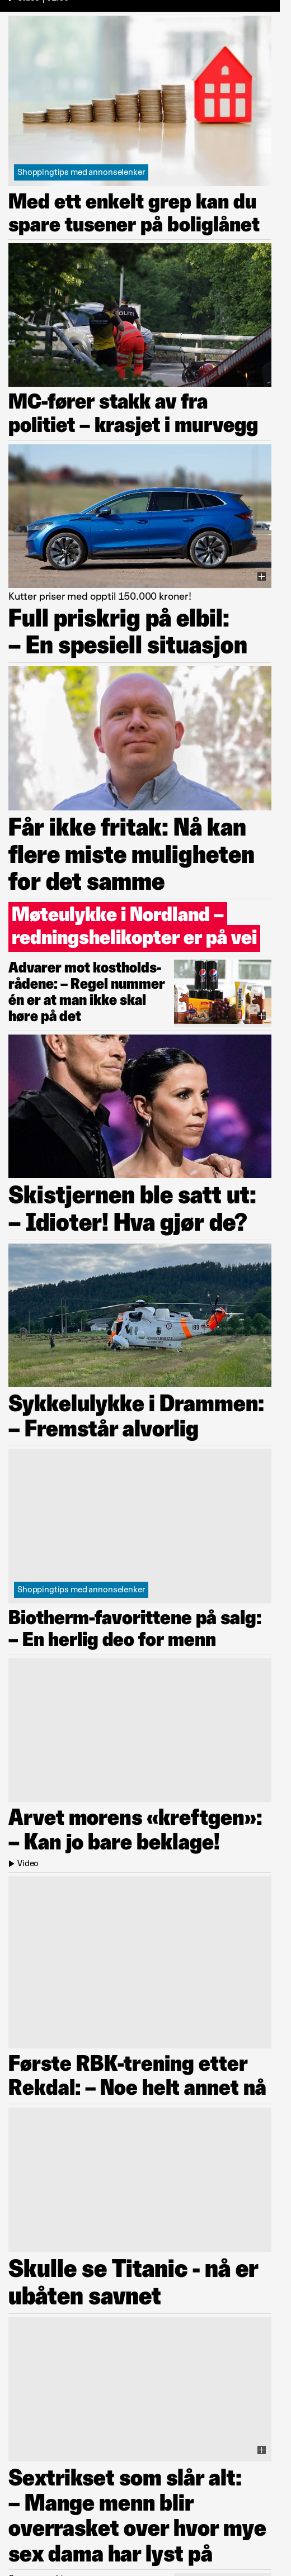 Shoppingtips med annonselenker
Med ett enkelt grep kan du
spare tusener på boliglånet
POLITI
MC-fører stakk av fra
politiet – krasjet i murvegg
Kutter priser med opptil 150.000 kroner!
Full priskrig på elbil:
– En spesiell situasjon
Får ikke fritak: Nå kan
flere miste muligheten
for det samme
Møteulykke i Nordland –
redningshelikopter er på vei
Advarer mot kostholds-
rådene: – Regel nummer
én er at man ikke skal
høre på det
Skistjernen ble satt ut:
– Idioter! Hva gjør de?
Sykkelulykke i Drammen:
– Fremstår alvorlig
Shoppingtips med annonselenker
Biotherm-favorittene på salg:
– En herlig deo for menn
Arvet morens «kreftgen»:
– Kan jo bare beklage!
Video
Første RBK-trening etter
Rekdal: – Noe helt annet nå
Skulle se Titanic - nå er
ubåten savnet
Sextrikset som slår alt:
– Mange menn blir
overrasket over hvor mye
sex dama har lyst på